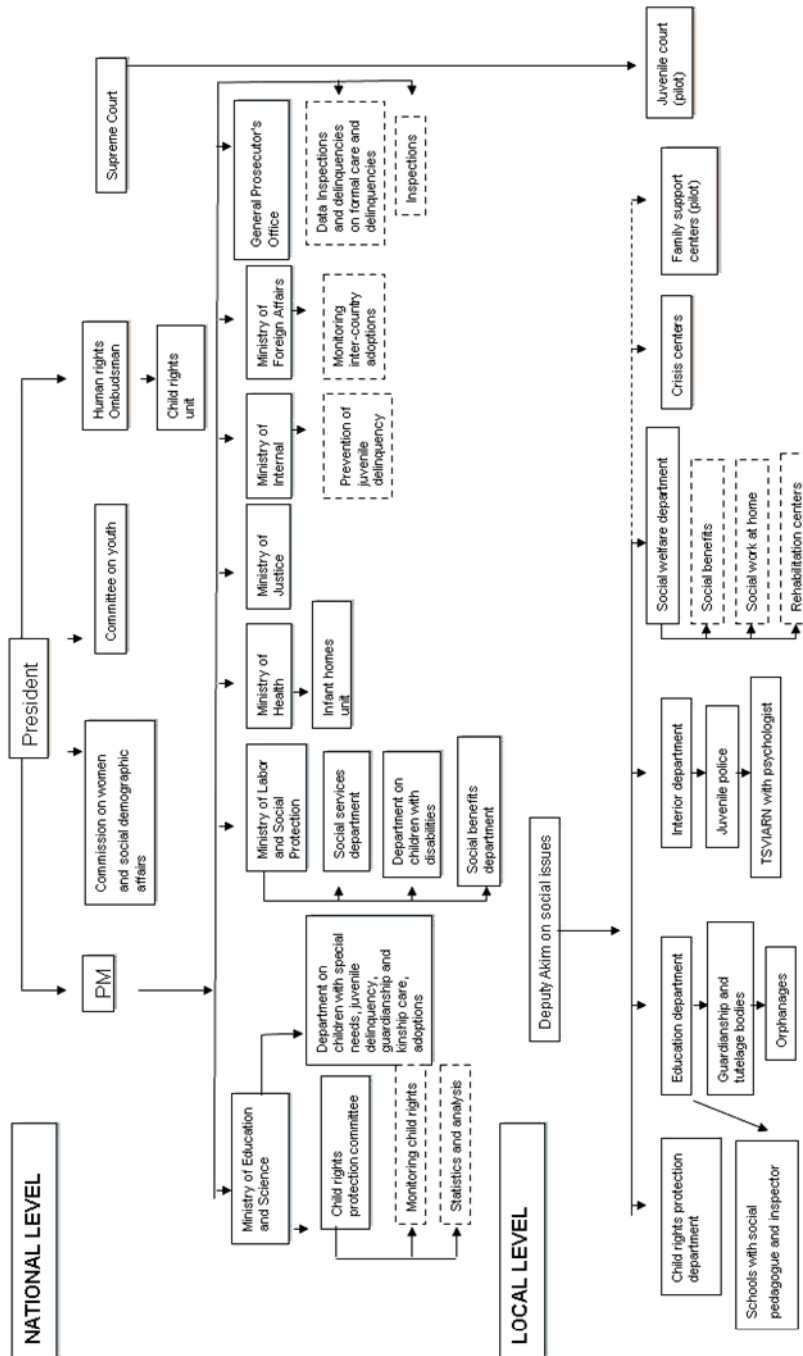 NATIONAL LEVEL
President
Supreme Court
PM
Commission on women
and social demographic
affairs
Committee on youth
Human rights
Ombudsman
Child rights
unit
Ministry of Education
and Science
Child rights
protection committee
Monitoring child rights
Statistics and analysis
Department on
children with special
needs, juvenile
delinquency,
guardianship and
kinship care,
adoptions
Ministry of Labor
and Social
Protection
Social services
department
Department on
children with
disabilities
Social benefits
department
Ministry of
Health
Infant homes
unit
Ministry of
Justice
Ministry of
Internal
Prevention of
juvenile
delinquency
Ministry of
Foreign Affairs
Monitoring
inter-country
adoptions
General Prosecutor's
Office
Data Inspections
and delinquencies
on formal care and
delinquencies
Inspections
LOCAL LEVEL
Deputy Akim on social issues
Child rights protection
department
Schools with social
pedagogue and inspector
Education department
Guardianship and
tutelage bodies
Orphanages
Interior department
Juvenile police
TSVIARN with psychologist
Social welfare department
Social benefits
Social work at home
Rehabilitation centers
Crisis centers
Family support
centers (pilot)
Juvenile court
(pilot)